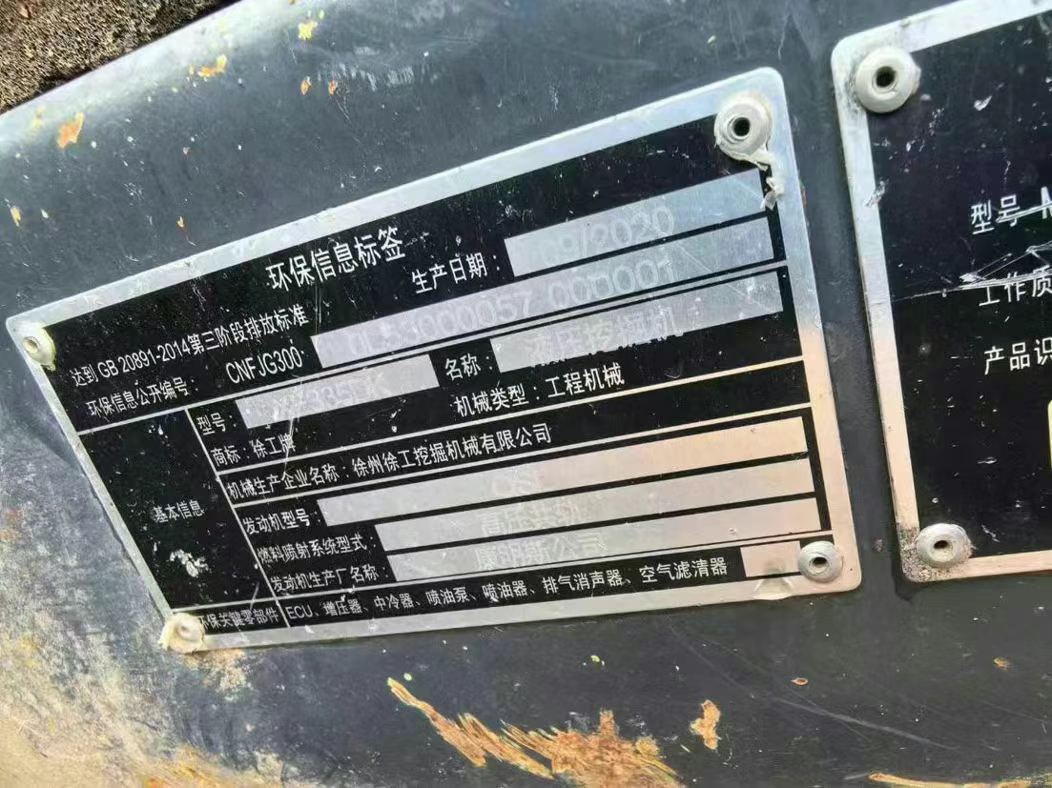 环保信息标签
达到 GB 20891-2014第三阶段排放标准
生产日期： 09/2020
环保信息公开编号： CNFJG300 000057 000001
基本信息
型号：
名称： 液压挖掘机
商标：徐工牌
机械类型：工程机械
机械生产企业名称：徐州徐工挖掘机械有限公司
发动机型号：
燃料喷射系统型式 高压共轨
发动机生产厂名称 康明斯公司
环保关键零部件 ECU、增压器、中冷器、喷油泵、喷油器、排气消声器、空气滤清器
型号
工作质
产品识